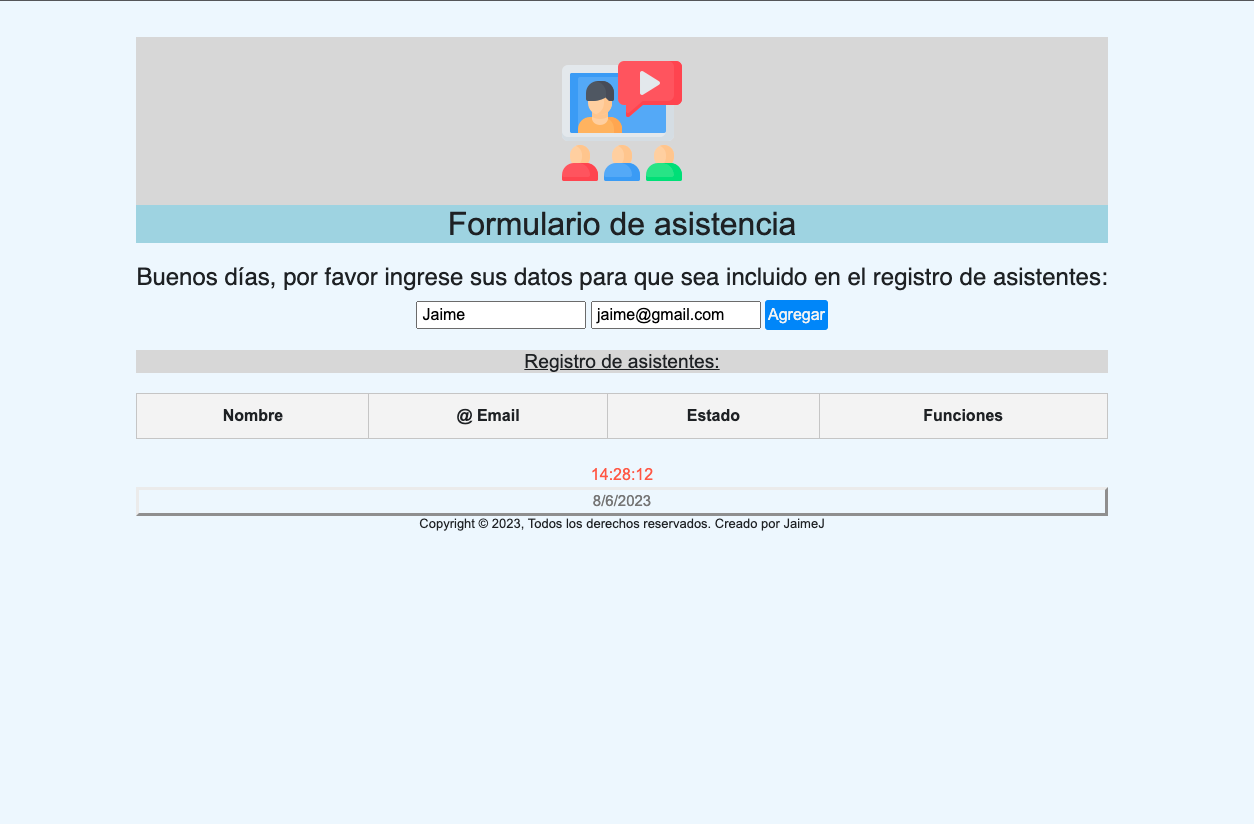 Formulario de asistencia
Buenos días, por favor ingrese sus datos para que sea incluido en el registro de asistentes:
Jaime jaime@gmail.com Agregar
Registro de asistentes:
Nombre @ Email Estado Funciones
14:28:12
8/6/2023
Copyright © 2023, Todos los derechos reservados. Creado por JaimeJ